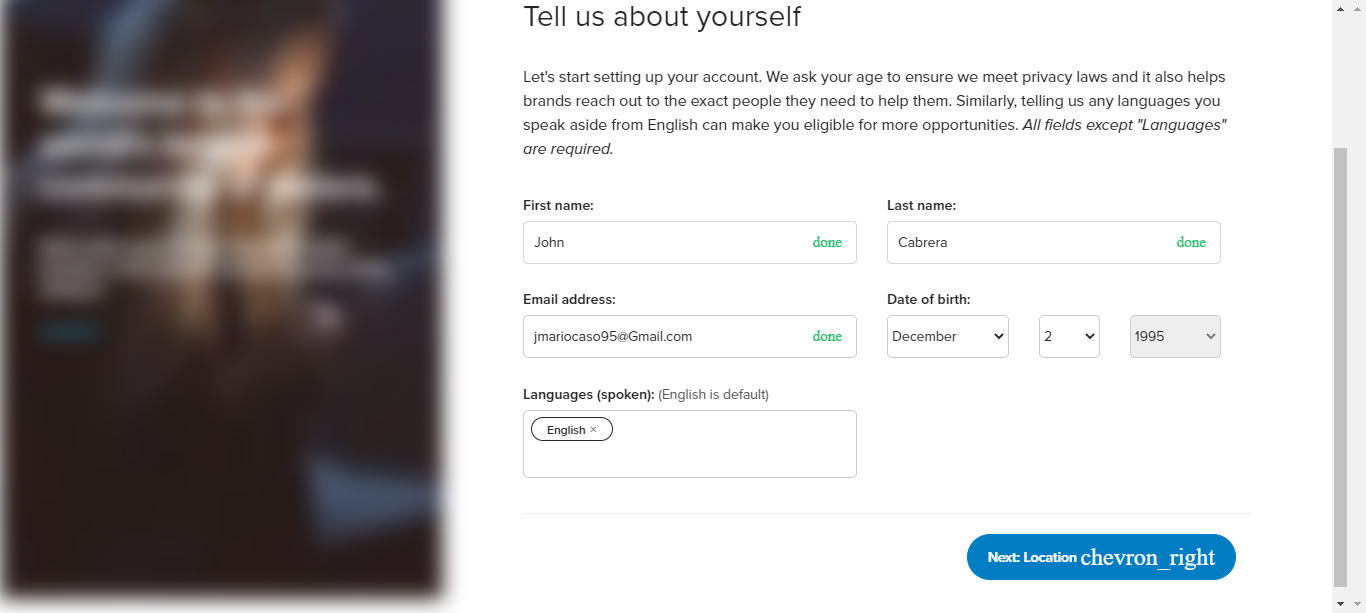 Tell us about yourself
Let's start setting up your account. We ask your age to ensure we meet privacy laws and it also helps
brands reach out to the exact people they need to help them. Similarly, telling us any languages you
speak aside from English can make you eligible for more opportunities. All fields except "Languages"
are required.
First name: Last name:
John done Cabrera done
Email address: Date of birth:
jmariocaso95@Gmail.com done December 2 1995
Languages (spoken): (English is default)
English ×
Next: Location chevron_right